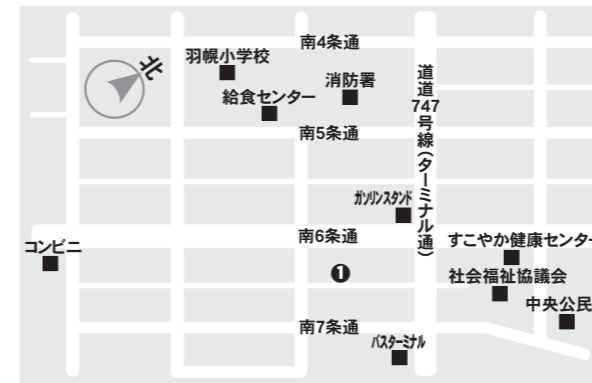 南4条通
北
羽幌小学校
消防署
給食センター
道道747号線(ターミナル通)
南5条通
ガソリンスタンド
南6条通
すこやか健康センター
コンビニ
❶
社会福祉協議会
中央公民
南7条通
バスターミナル